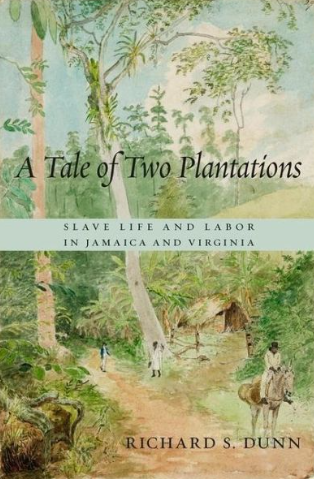 A Tale of Two Plantations
SLAVE LIFE AND LABOR
IN JAMAICA AND VIRGINIA
RICHARD S. DUNN